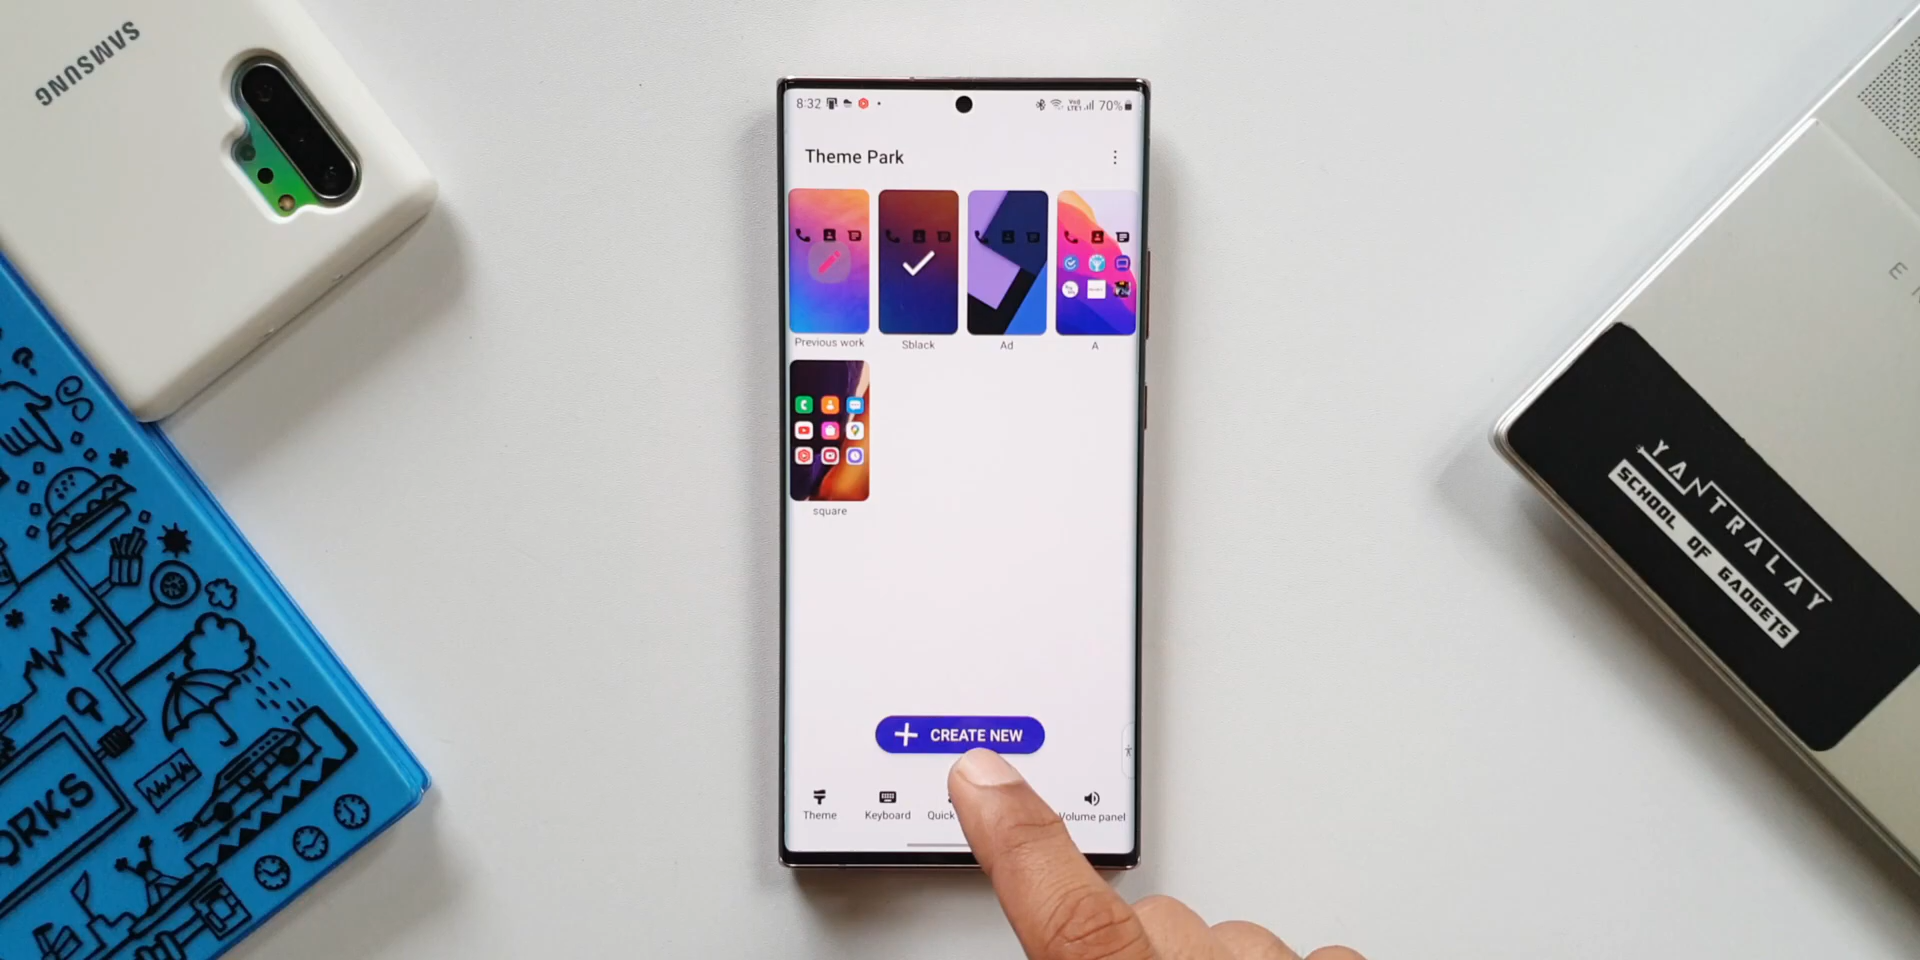 SAMSUNG
8:32
70%
Theme Park
Previous work
Sblack
Ad
A
square
CREATE NEW
Theme
Keyboard
Quick
Volume panel
YANTRALAY
SCHOOL OF GADGETS
ORKS